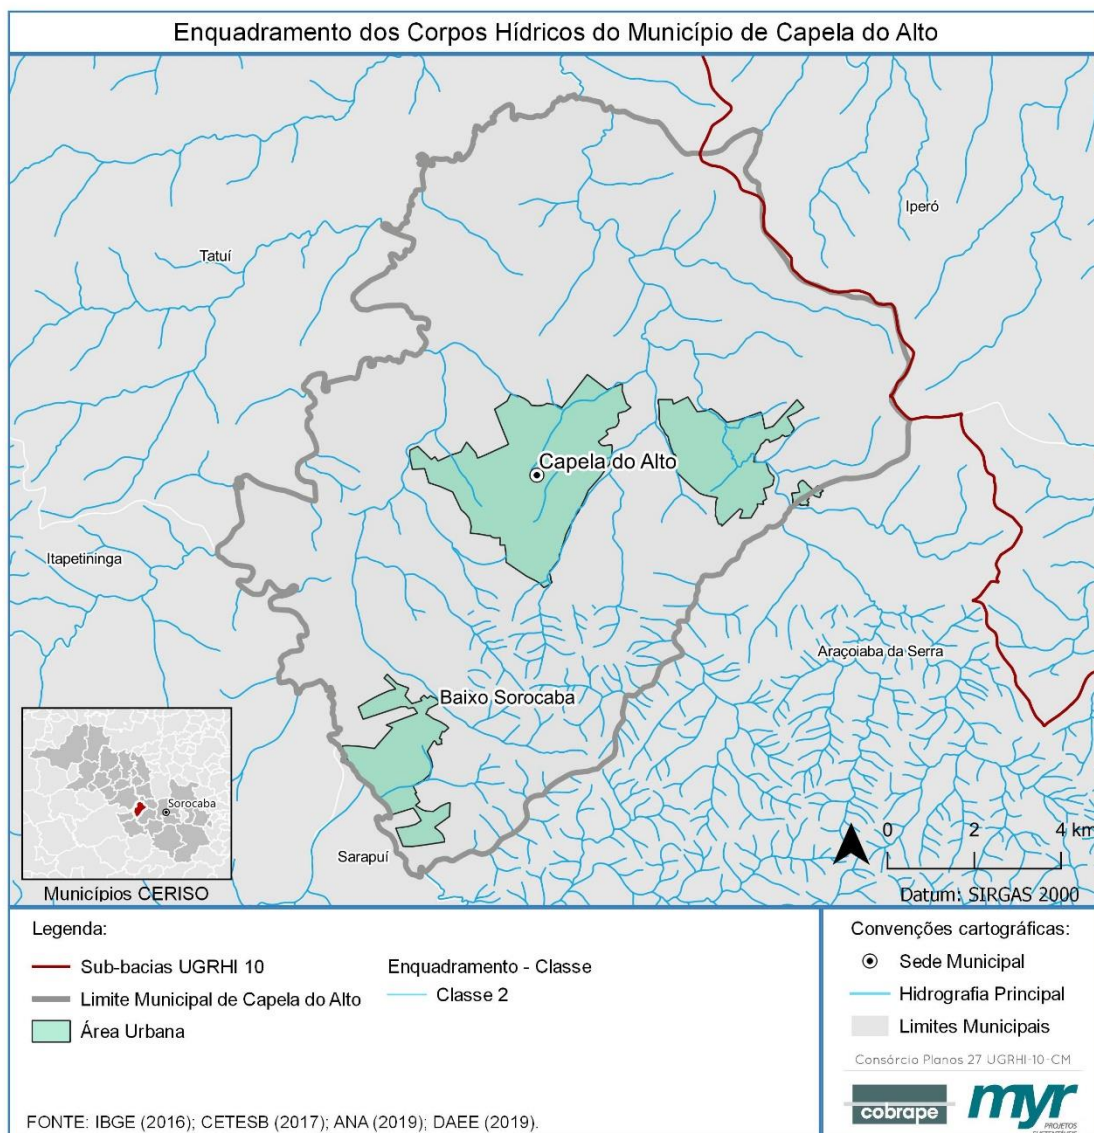 Enquadramento dos Corpos Hídricos do Município de Capela do Alto
Iperó
Tatuí
Capela do Alto
Itapetininga
Araçoiaba da Serra
Baixo Sorocaba
Sorocaba
Sarapuí
0 2 4 km
Municípios CERISO
Datum: SIRGAS 2000
Legenda:
Sub-bacias UGRHI 10
Limite Municipal de Capela do Alto
Área Urbana
Enquadramento - Classe
Classe 2
FONTE: IBGE (2016); CETESB (2017); ANA (2019); DAEE (2019).
Convenções cartográficas:
Sede Municipal
Hidrografia Principal
Limites Municipais
Consórcio Planos 27 UGRHI-10-CM
cobrape
myr
PROJETOS
SUSTENTÁVEIS